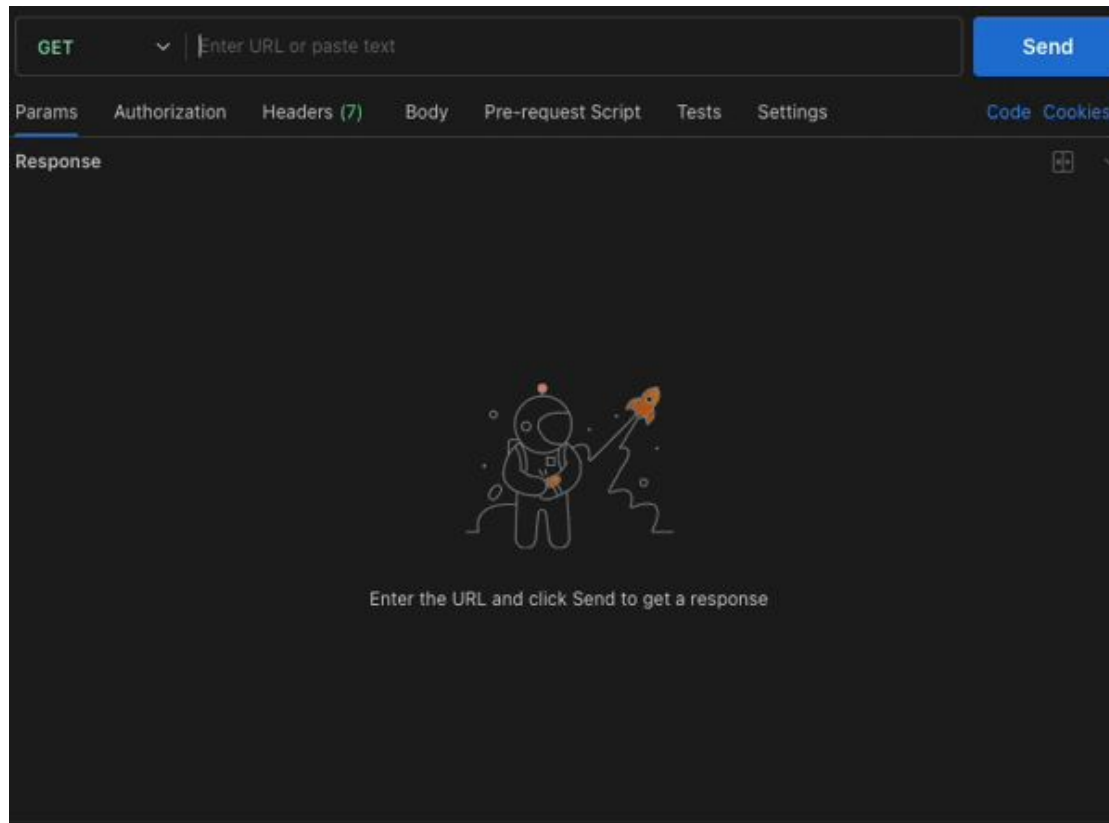 GET Enter URL or paste text Send
Params Authorization Headers (7) Body Pre-request Script Tests Settings Code Cookies
Response
Enter the URL and click Send to get a response